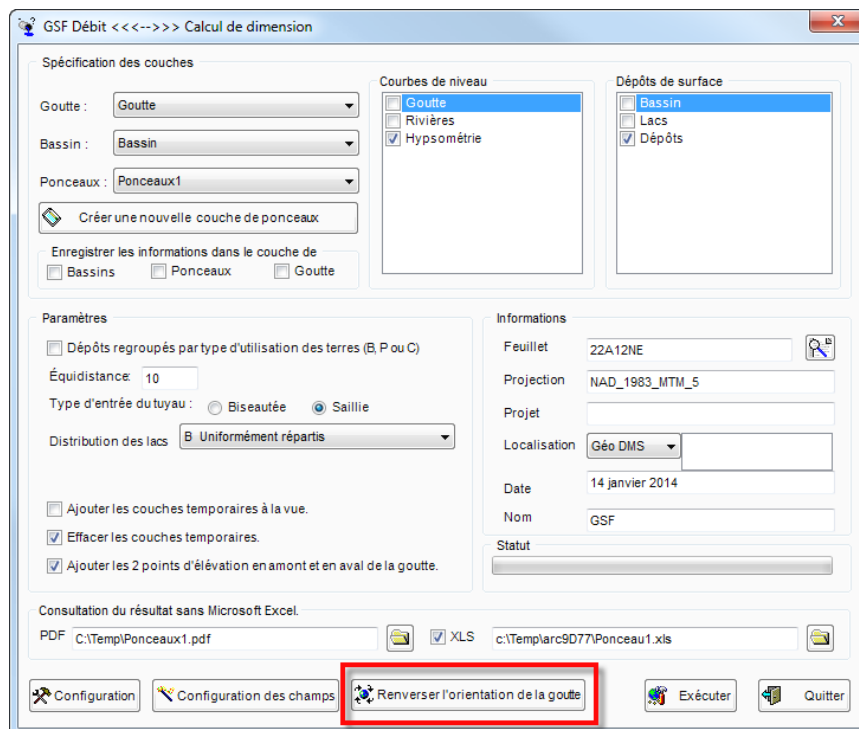 GSF Débit <<<-->>> Calcul de dimension
Spécification des couches
Goutte : Goutte
Bassin : Bassin
Ponceaux : Ponceaux1
Créer une nouvelle couche de ponceaux
Enregistrer les informations dans le couche de
Bassins Ponceaux Goutte
Courbes de niveau
Goutte
Rivières
Hypsométrie
Dépôts de surface
Bassin
Lacs
Dépôts
Paramètres
Dépôts regroupés par type d'utilisation des terres (B, P ou C)
Équidistance: 10
Type d'entrée du tuyau : Biseautée Saillie
Distribution des lacs B Uniformément répartis
Ajouter les couches temporaires à la vue.
Effacer les couches temporaires.
Ajouter les 2 points d'élévation en amont et en aval de la goutte.
Informations
Feuillet 22A12NE
Projection NAD_1983_MTM_5
Projet
Localisation Géo DMS
Date 14 janvier 2014
Nom GSF
Statut
Consultation du résultat sans Microsoft Excel.
PDF C:\Temp\Ponceaux1.pdf XLS c:\Temp\arc9D77\Ponceau1.xls
Configuration Configuration des champs Renverser l'orientation de la goutte Exécuter Quitter